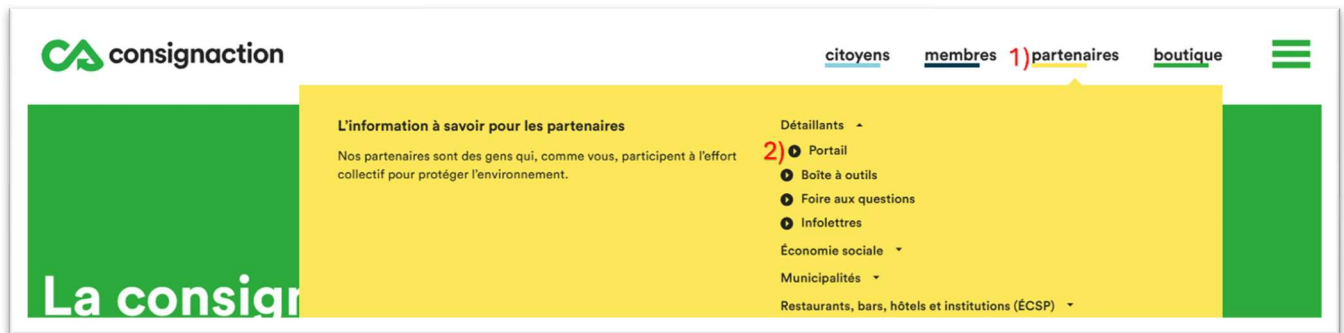 consignaction
citoyens membres 1) partenaires boutique
L'information à savoir pour les partenaires
Nos partenaires sont des gens qui, comme vous, participent à l'effort
collectif pour protéger l'environnement.
Détaillants
2) Portail
Boîte à outils
Foire aux questions
Infolettres
Économie sociale
Municipalités
Restaurants, bars, hôtels et institutions (ÉCSP)
La consign